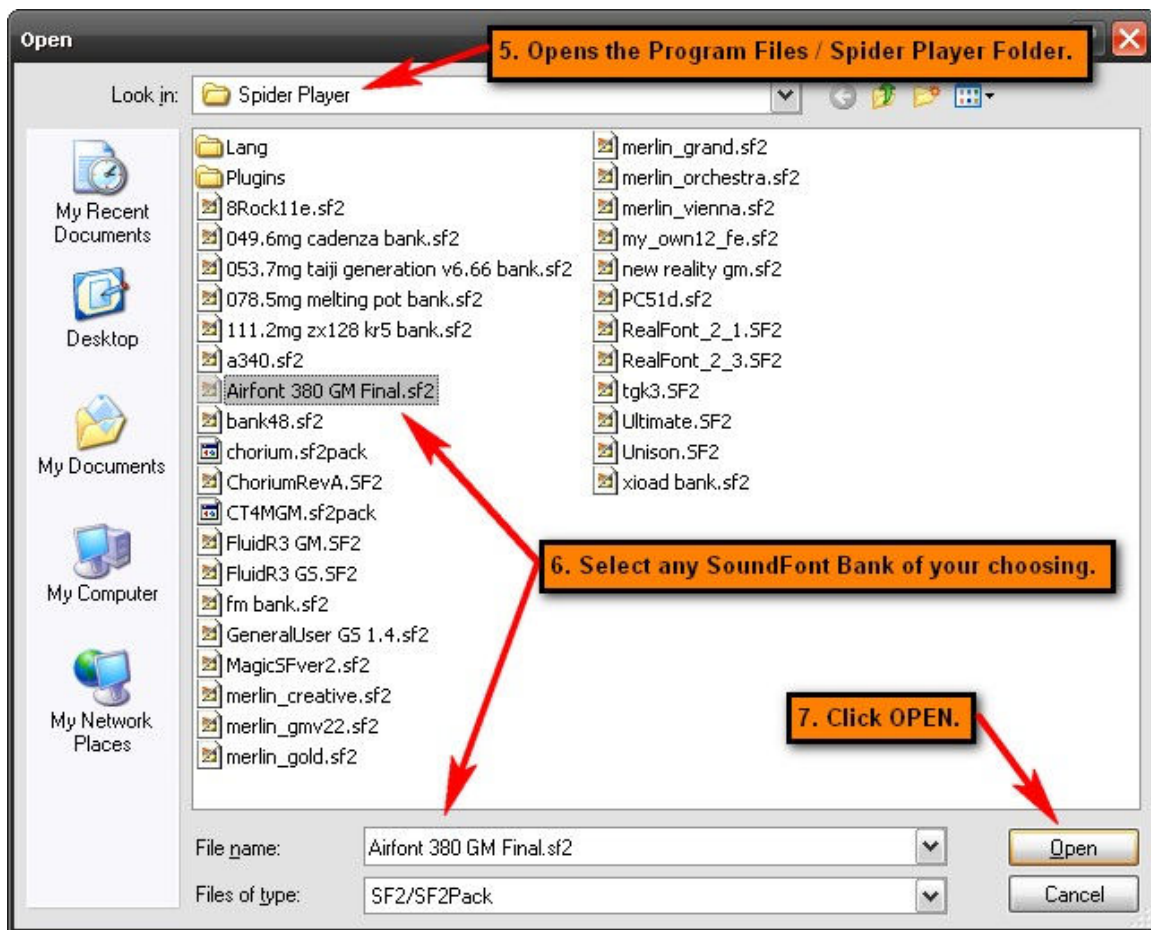 Open
5. Opens the Program Files / Spider Player Folder.
Look in:
Spider Player
My Recent
Documents
Desktop
My Documents
My Computer
My Network
Places
Lang
Plugins
8Rock11e.sf2
049.6mg cadenza bank.sf2
053.7mg taiji generation v6.66 bank.sf2
078.5mg melting pot bank.sf2
111.2mg zx128 kr5 bank.sf2
a340.sf2
Airfont 380 GM Final.sf2
bank48.sf2
chorium.sf2pack
ChoriumRevA.SF2
CT4MGM.sf2pack
FluidR3 GM.SF2
FluidR3 GS.SF2
fm bank.sf2
GeneralUser GS 1.4.sf2
MagicSFver2.sf2
merlin_creative.sf2
merlin_gmv22.sf2
merlin_gold.sf2
merlin_grand.sf2
merlin_orchestra.sf2
merlin_vienna.sf2
my_own12_fe.sf2
new reality gm.sf2
PC51d.sf2
RealFont_2_1.SF2
RealFont_2_3.SF2
tgk3.SF2
Ultimate.SF2
Unison.SF2
xioad bank.sf2
6. Select any SoundFont Bank of your choosing.
7. Click OPEN.
File name:
Airfont 380 GM Final.sf2
Open
Files of type:
SF2/SF2Pack
Cancel